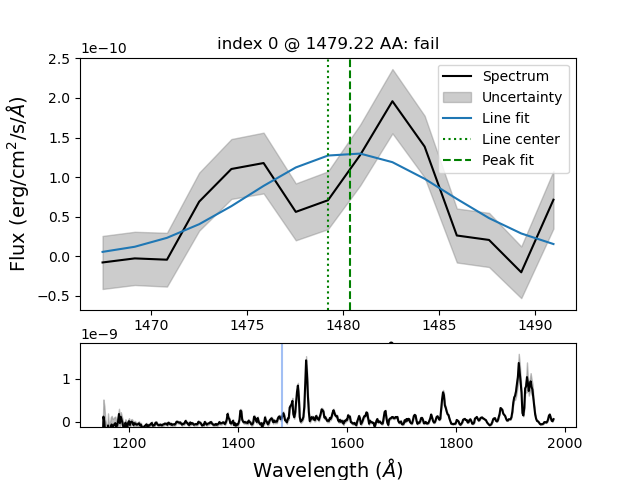 index 0 @ 1479.22 AA: fail
1e−10
2.5
2.0
1.5
1.0
0.5
0.0
−0.5
Flux (erg/cm²/s/Å)
Spectrum
Uncertainty
Line fit
Line center
Peak fit
1470 1475 1480 1485 1490
1e−9
1
0
1200 1400 1600 1800 2000
Wavelength (Å)